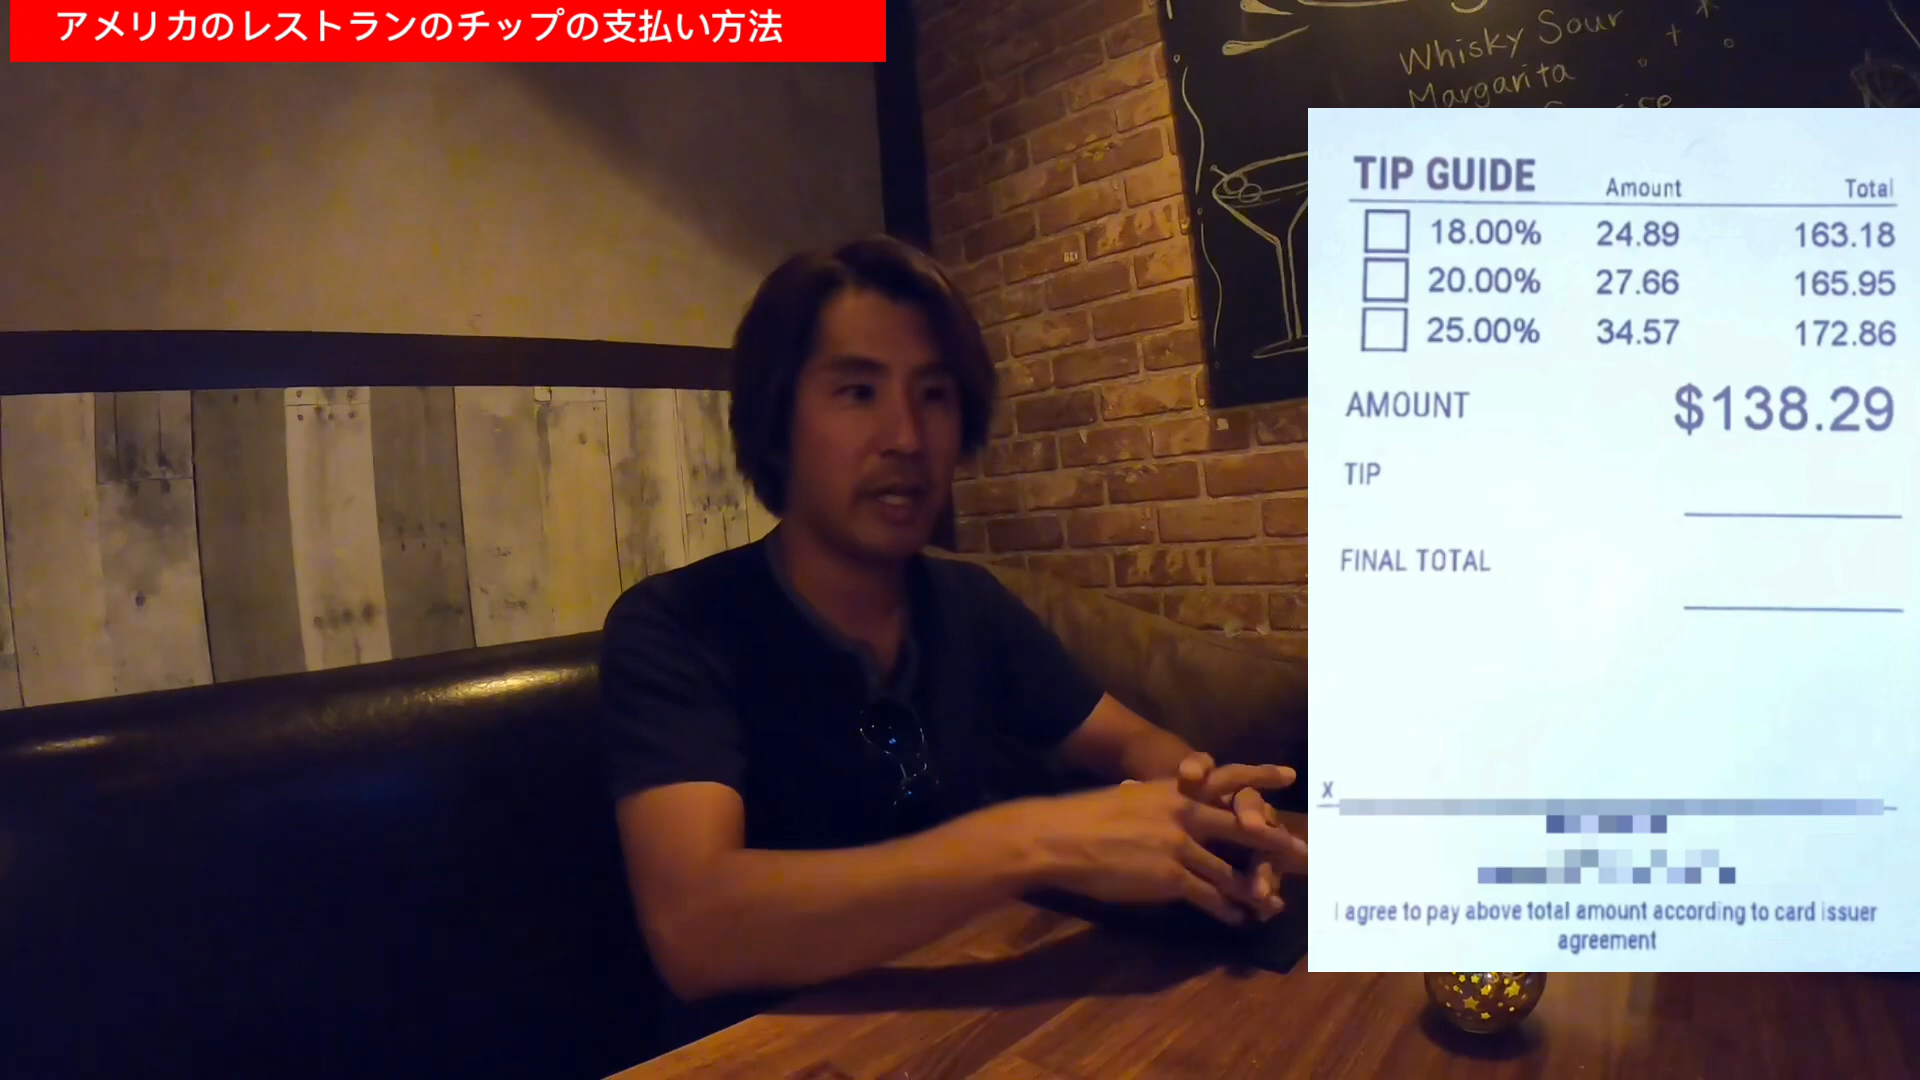 アメリカのレストランのチップの支払い方法
Whisky Sour
Margarita
TIP GUIDE Amount Total
18.00% 24.89 163.18
20.00% 27.66 165.95
25.00% 34.57 172.86
AMOUNT $138.29
TIP
FINAL TOTAL
X
I agree to pay above total amount according to card issuer
agreement